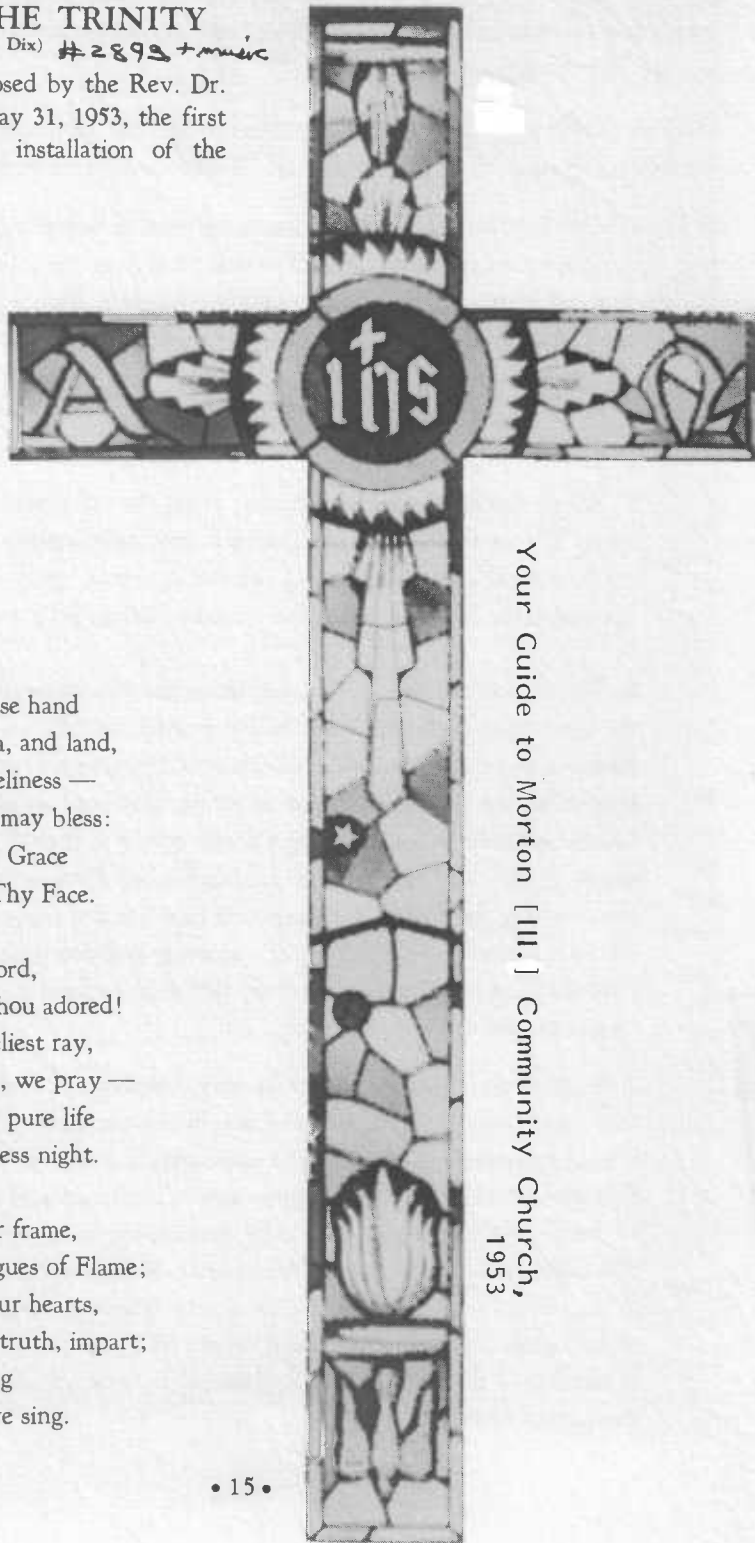 HE TRINITY
Dix) + music
osed by the Rev. Dr.
ay 31, 1953, the first
installation of the
A ihs Ω
se hand
a, and land,
eliness —
may bless:
Grace
Thy Face.
ord,
hou adored!
liest ray,
, we pray —
pure life
ess night.
r frame,
gues of Flame;
ur hearts,
truth, impart;
g
e sing.
Your Guide to Morton [Ill.] Community Church,
1953
• 15 •